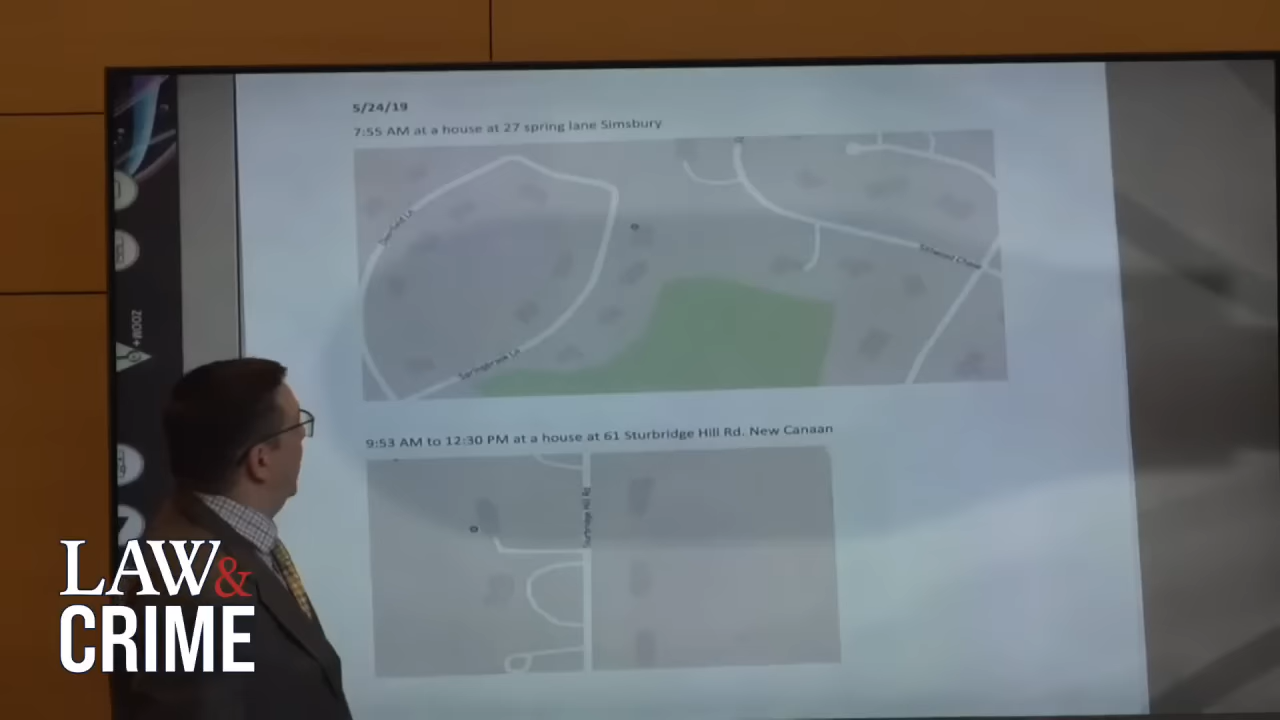 5/24/19
7:55 AM at a house at 27 spring lane Simsbury
Springbrook Ln
9:53 AM to 12:30 PM at a house at 61 Sturbridge Hill Rd. New Canaan
Sturbridge Hill Rd
ZOOM+
LAW&
CRIME